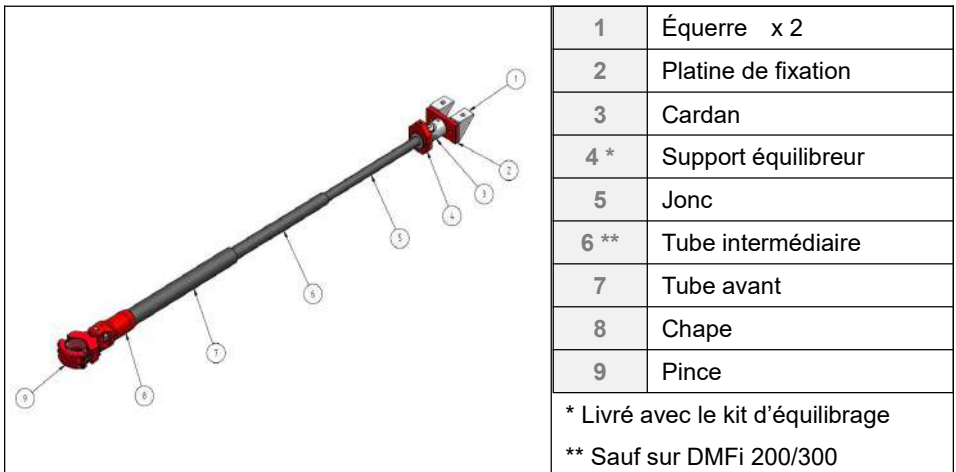 1
2
3
4
5
6
7
8
9
1 Équerre x 2
2 Platine de fixation
3 Cardan
4 * Support équilibreur
5 Jonc
6 ** Tube intermédiaire
7 Tube avant
8 Chape
9 Pince
* Livré avec le kit d’équilibrage
** Sauf sur DMFi 200/300